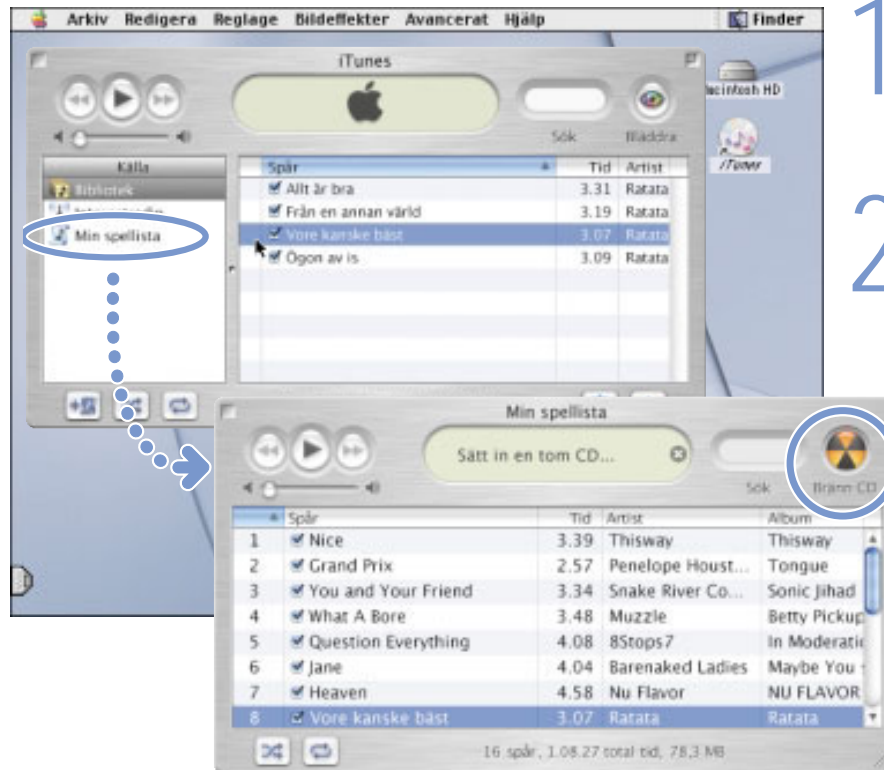 Arkiv Redigera Reglage Bildeffekter Avancerat Hjälp Finder
1
iTunes
Macintosh HD
Sök Bläddra
iTunes
Källa
Spår Tid Artist
Bibliotek
Allt är bra 3.31 Ratata
Från en annan värld 3.19 Ratata
2
Min spellista
Vore kanske bäst 3.07 Ratata
Ögon av is 3.09 Ratata
Min spellista
Sätt in en tom CD...
Sök Bränn CD
Spår Tid Artist Album
1 Nice 3.39 Thisway Thisway
2 Grand Prix 2.57 Penelope Houst... Tongue
3 You and Your Friend 3.34 Snake River Co... Sonic Jihad
4 What A Bore 3.48 Muzzle Betty Pickup
5 Question Everything 4.08 8Stops7 In Moderatio
6 Jane 4.04 Barenaked Ladies Maybe You
7 Heaven 4.58 Nu Flavor NU FLAVOR
8 Vore kanske bäst 3.07 Ratata Ratata
16 spår, 1.08.27 total tid, 78,3 MB